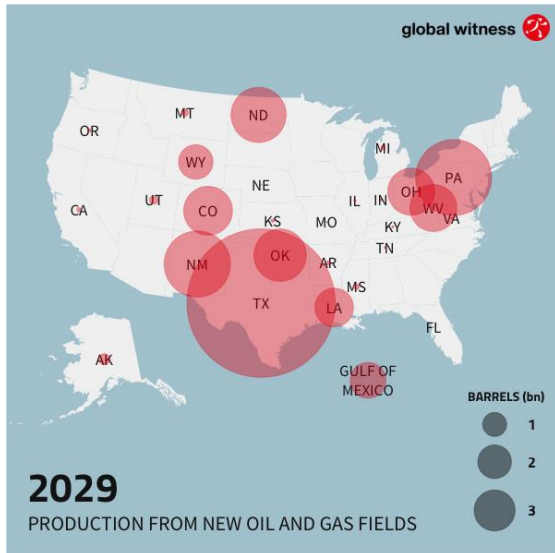 global witness
MT
ND
OR
MI
WY
PA
NE
IL
IN
OH
UT
CO
WV
VA
CA
KS
MO
KY
OK
TN
NM
AR
TX
MS
LA
FL
AK
GULF OF
MEXICO
BARRELS (bn)
1
2
3
2029
PRODUCTION FROM NEW OIL AND GAS FIELDS